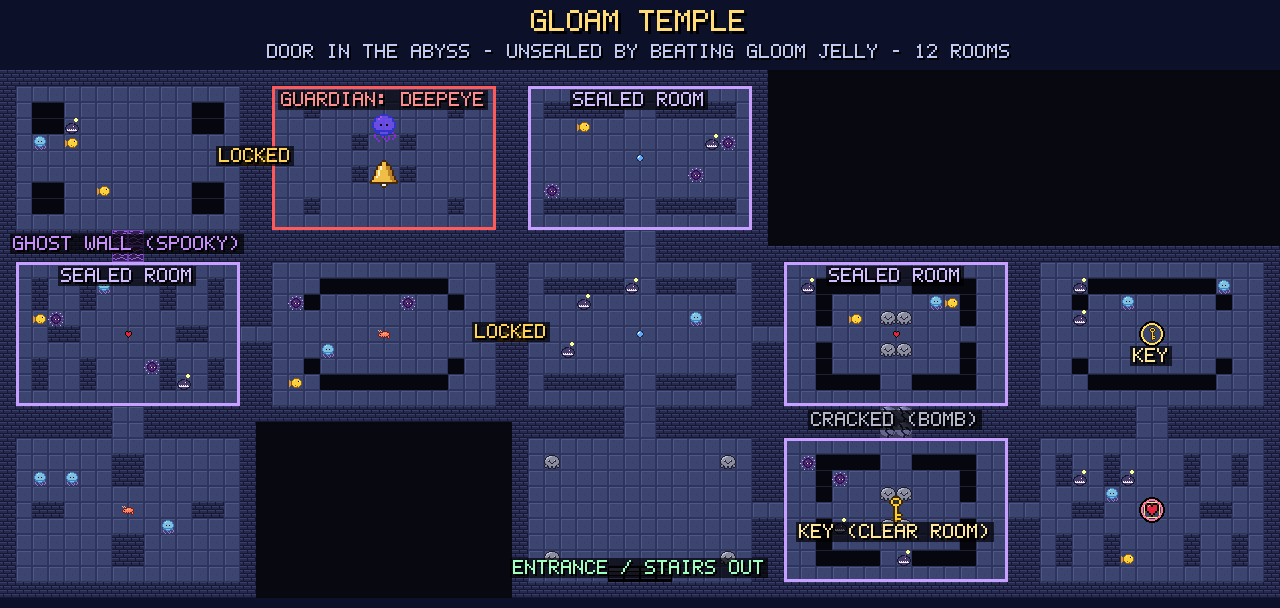 GLOAM TEMPLE
DOOR IN THE ABYSS - UNSEALED BY BEATING GLOOM JELLY - 12 ROOMS
GUARDIAN: DEEPEYE
SEALED ROOM
LOCKED
GHOST WALL (SPOOKY)
SEALED ROOM
SEALED ROOM
LOCKED
KEY
CRACKED (BOMB)
KEY (CLEAR ROOM)
ENTRANCE / STAIRS OUT